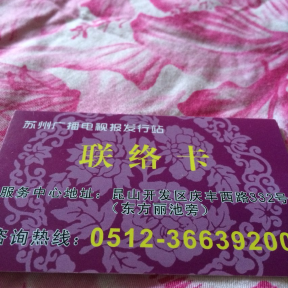 苏州广播电视报发行站
联络卡
服务中心地址：昆山开发区庆丰西路332号
（东方丽池旁）
咨询热线：0512-36639200